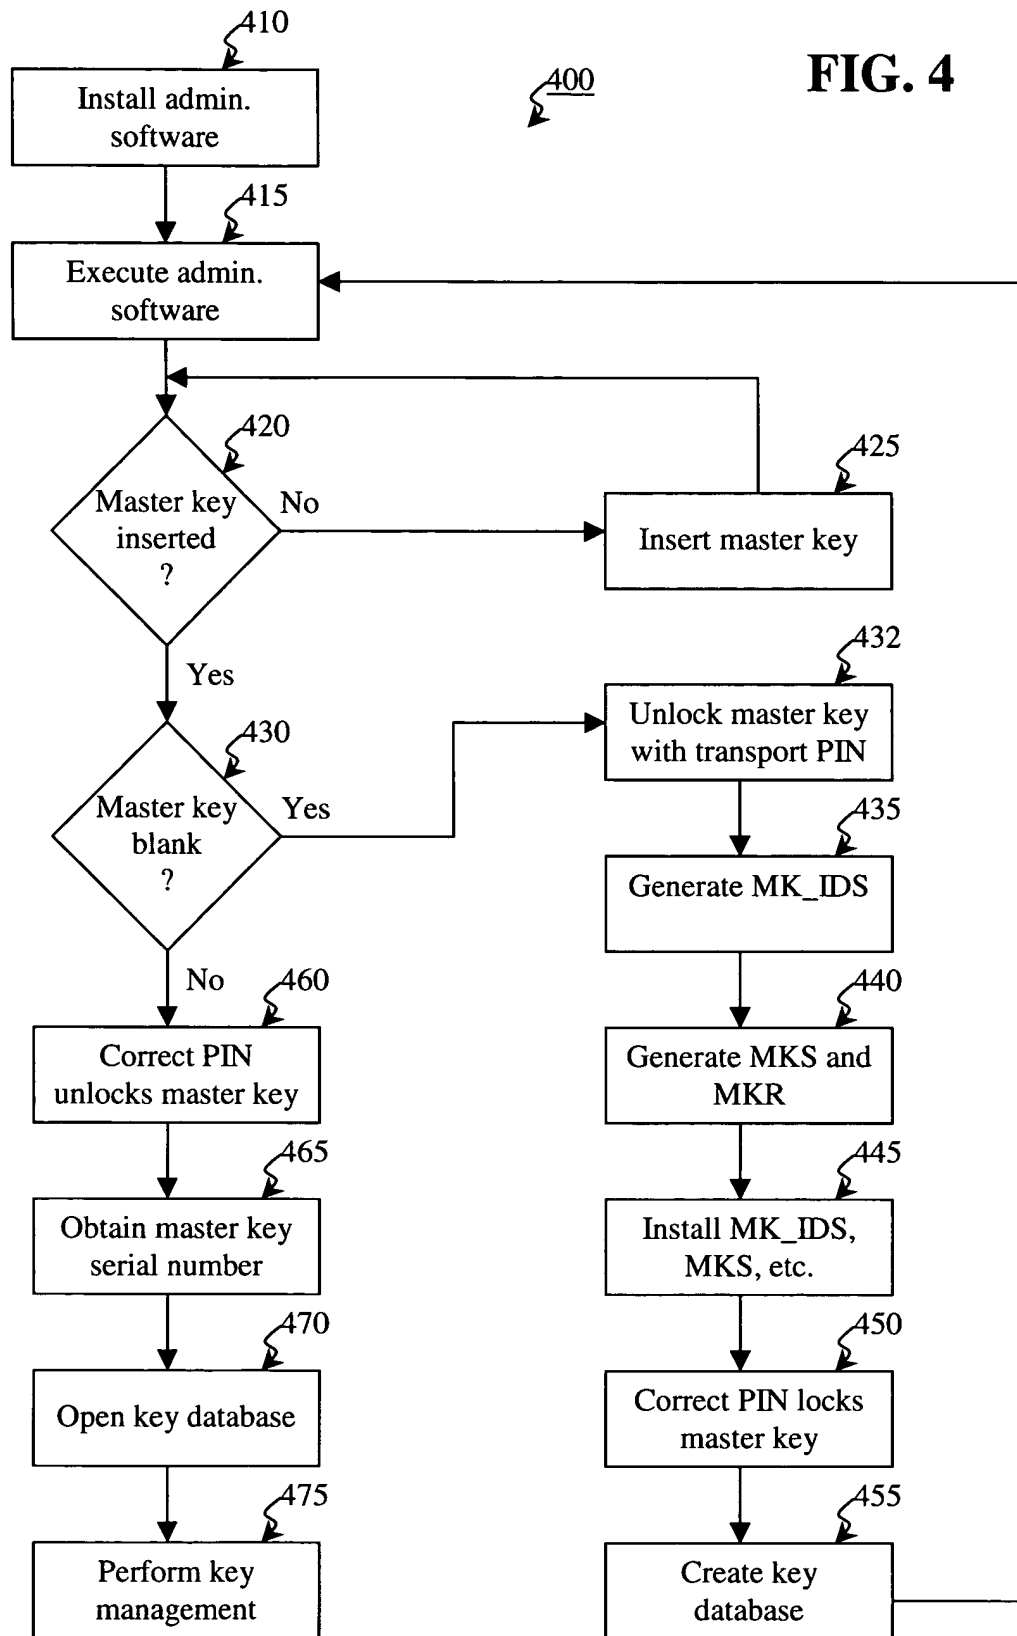 410
FIG. 4
400
Install admin.
software
415
Execute admin.
software
420
Master key
inserted
?
No
425
Insert master key
Yes
430
Master key
blank
?
Yes
432
Unlock master key
with transport PIN
435
Generate MK_IDS
No
440
Generate MKS and
MKR
445
Install MK_IDS,
MKS, etc.
450
Correct PIN locks
master key
455
Create key
database
460
Correct PIN
unlocks master key
465
Obtain master key
serial number
470
Open key database
475
Perform key
management